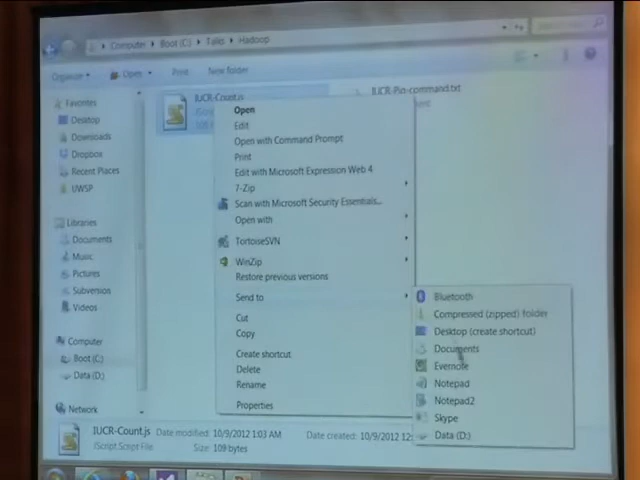 Computer ▸ Boot (C:) ▸ Talks ▸ Hadoop
Organize Open Print New folder
Favorites
Desktop
Downloads
Dropbox
Recent Places
UWSP
Libraries
Documents
Music
Pictures
Subversion
Videos
Computer
Boot (C:)
Data (D:)
Network
IUCR-Count.js
IUCR-Pig-command.txt
Open
Edit
Open with Command Prompt
Print
Edit with Microsoft Expression Web 4
7-Zip
Scan with Microsoft Security Essentials...
Open with
TortoiseSVN
WinZip
Restore previous versions
Send to
Cut
Copy
Create shortcut
Delete
Rename
Properties
Bluetooth
Compressed (zipped) folder
Desktop (create shortcut)
Documents
Evernote
Notepad
Notepad2
Skype
Data (D:)
IUCR-Count.js Date modified: 10/9/2012 1:03 AM Date created: 10/9/2012 12:
JScript Script File Size: 109 bytes